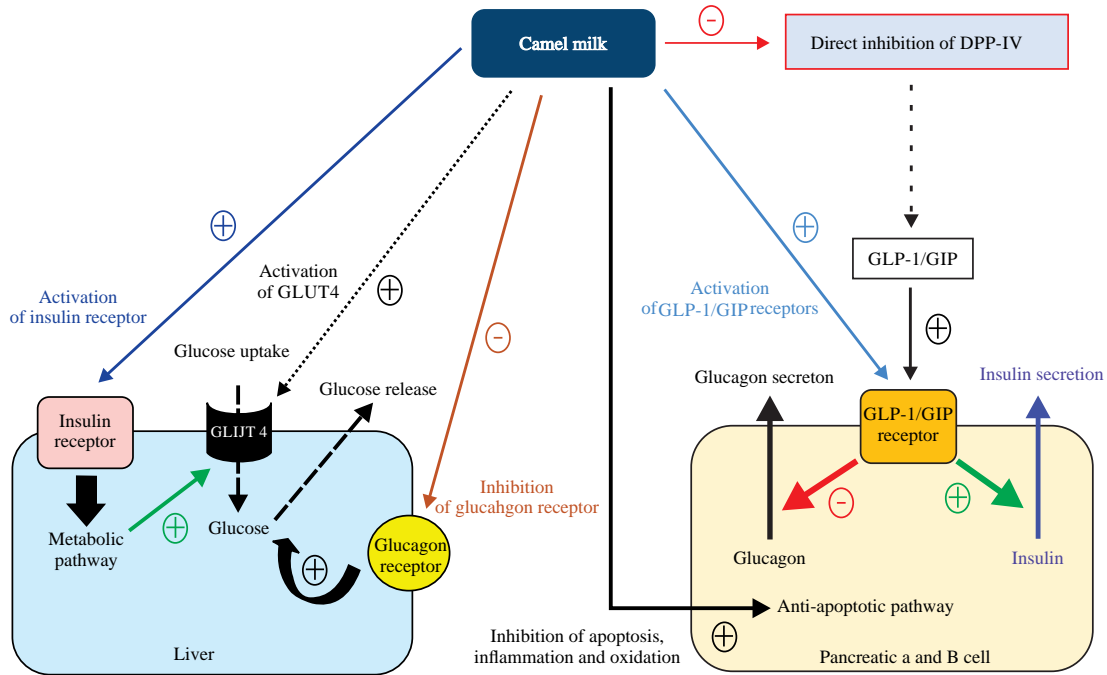 Camel milk
Direct inhibition of DPP-IV
GLP-1/GIP
Activation
of insulin receptor
Activation
of GLUT4
Activation
of GLP-1/GIP receptors
Glucose uptake
Glucose release
Glucagon secreton
Insulin secretion
Insulin
receptor
GLIJT 4
GLP-1/GIP
receptor
Inhibition
of glucahgon receptor
Metabolic
pathway
Glucose
Glucagon
receptor
Glucagon
Insulin
Anti-apoptotic pathway
Inhibition of apoptosis,
inflammation and oxidation
Liver
Pancreatic a and B cell